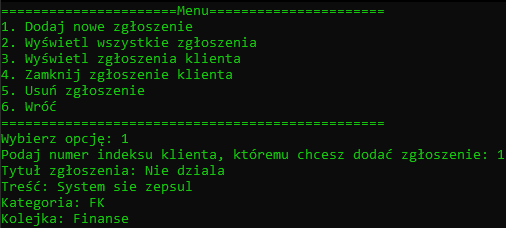 ======================Menu======================
1. Dodaj nowe zgłoszenie
2. Wyświetl wszystkie zgłoszenia
3. Wyświetl zgłoszenia klienta
4. Zamknij zgłoszenie klienta
5. Usuń zgłoszenie
6. Wróć
================================================
Wybierz opcję: 1
Podaj numer indeksu klienta, któremu chcesz dodać zgłoszenie: 1
Tytuł zgłoszenia: Nie dziala
Treść: System sie zepsul
Kategoria: FK
Kolejka: Finanse